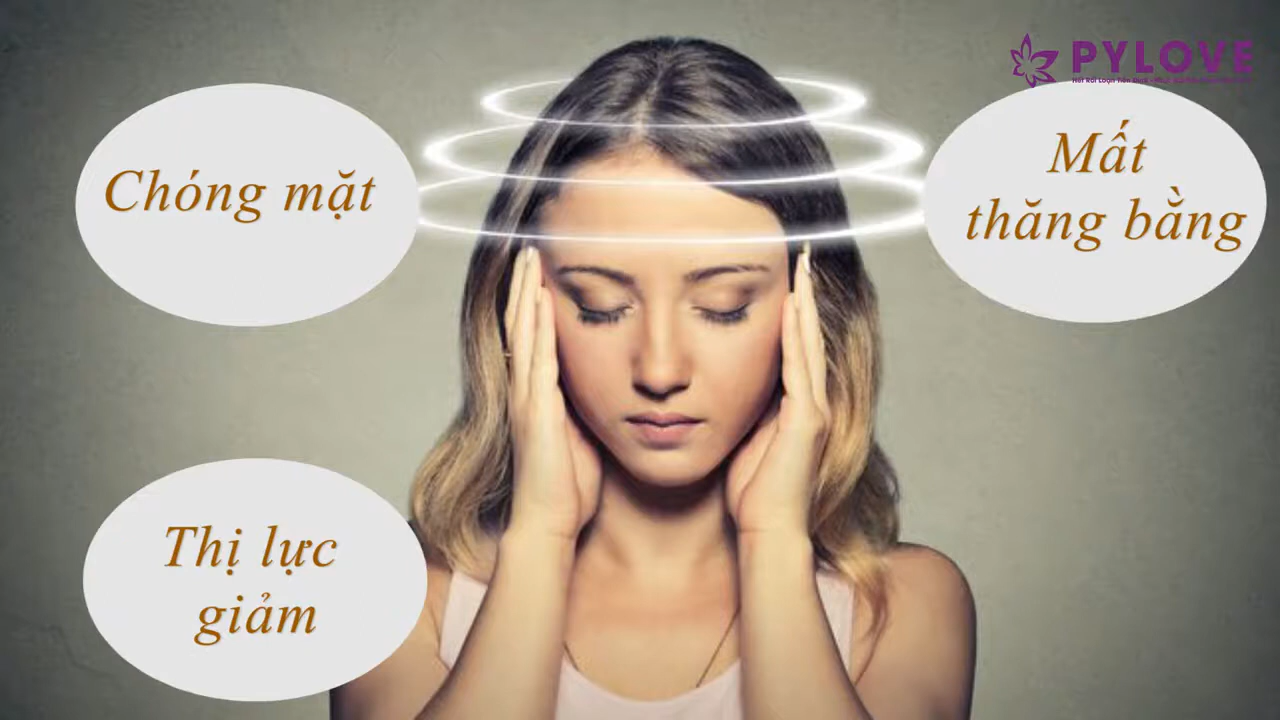 PYLOVE
Chóng mặt
Mất
thăng bằng
Thị lực
giảm